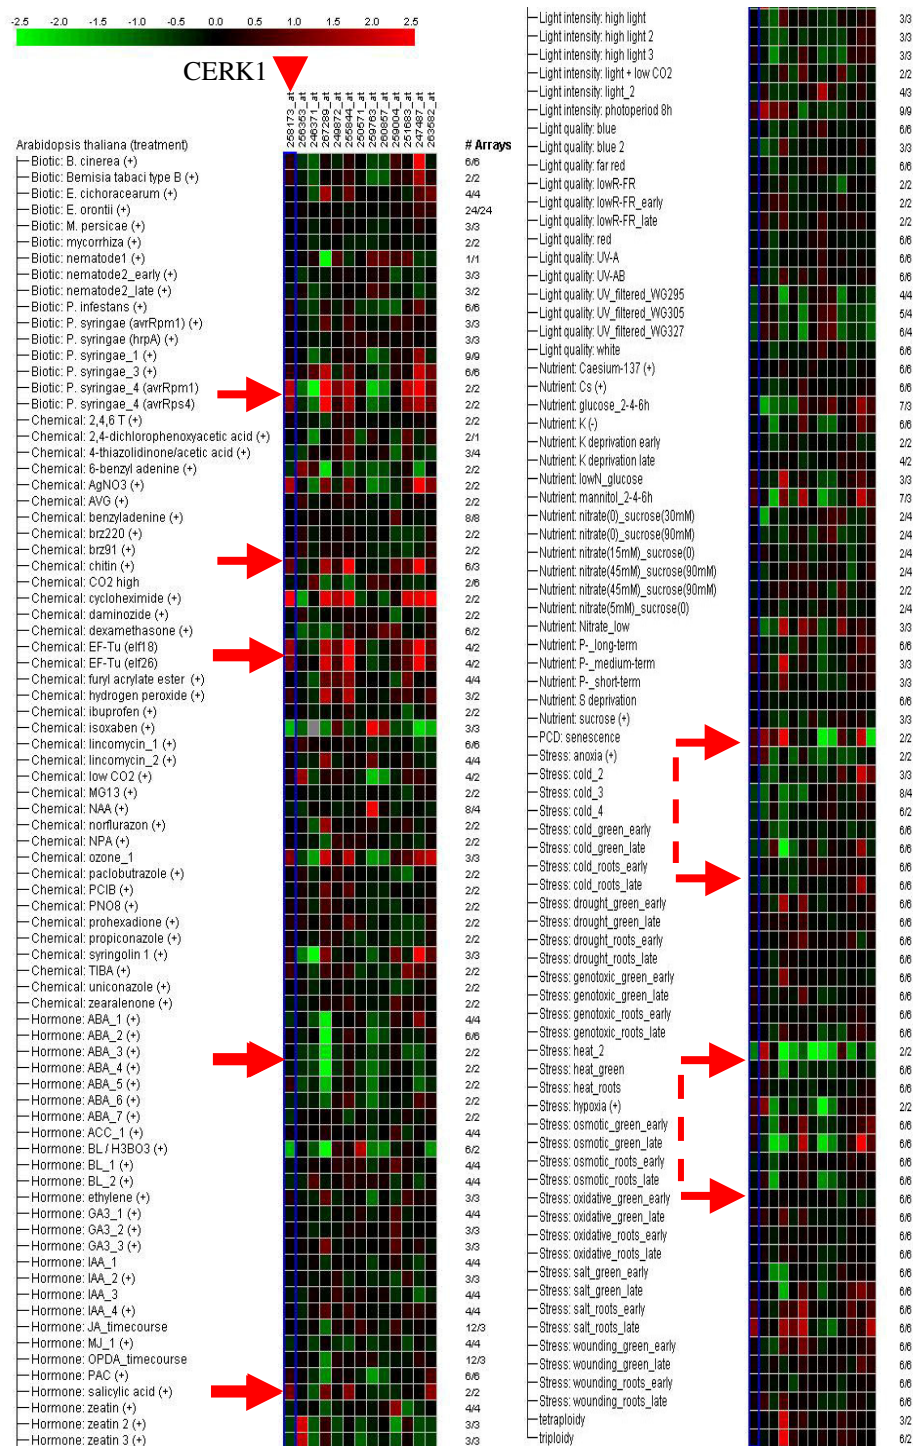 -2.5 -2.0 -1.5 -1.0 -0.5 0.0 0.5 1.0 1.5 2.0 2.5
CERK1
258173_at
256353_at
246371_at
267289_at
249872_at
255844_at
250571_at
259763_at
260857_at
259004_at
251683_at
247487_at
263582_at
Arabidopsis thaliana (treatment) # Arrays
Biotic: B. cinerea (+) 6/6
Biotic: Bemisia tabaci type B (+) 2/2
Biotic: E. cichoracearum (+) 4/4
Biotic: E. orontii (+) 24/24
Biotic: M. persicae (+) 3/3
Biotic: mycorrhiza (+) 2/2
Biotic: nematode1 (+) 1/1
Biotic: nematode2_early (+) 3/3
Biotic: nematode2_late (+) 3/2
Biotic: P. infestans (+) 6/6
Biotic: P. syringae (avrRpm1) (+) 3/3
Biotic: P. syringae (hrpA) (+) 3/3
Biotic: P. syringae_1 (+) 9/9
Biotic: P. syringae_3 (+) 6/6
Biotic: P. syringae_4 (avrRpm1) 2/2
Biotic: P. syringae_4 (avrRps4) 2/2
Chemical: 2,4,6 T (+) 2/2
Chemical: 2,4-dichlorophenoxyacetic acid (+) 2/1
Chemical: 4-thiazolidinone/acetic acid (+) 3/4
Chemical: 6-benzyl adenine (+) 2/2
Chemical: AgNO3 (+) 2/2
Chemical: AVG (+) 2/2
Chemical: benzyladenine (+) 8/8
Chemical: brz220 (+) 2/2
Chemical: brz91 (+) 2/2
Chemical: chitin (+) 6/3
Chemical: CO2 high 2/6
Chemical: cycloheximide (+) 2/2
Chemical: daminozide (+) 2/2
Chemical: dexamethasone (+) 6/2
Chemical: EF-Tu (elf18) 4/2
Chemical: EF-Tu (elf26) 4/2
Chemical: furyl acrylate ester (+) 4/4
Chemical: hydrogen peroxide (+) 3/2
Chemical: ibuprofen (+) 2/2
Chemical: isoxaben (+) 3/3
Chemical: lincomycin_1 (+) 6/6
Chemical: lincomycin_2 (+) 4/4
Chemical: low CO2 (+) 4/2
Chemical: MG13 (+) 2/2
Chemical: NAA (+) 8/4
Chemical: norflurazon (+) 2/2
Chemical: NPA (+) 2/2
Chemical: ozone_1 3/3
Chemical: paclobutrazole (+) 2/2
Chemical: PCIB (+) 2/2
Chemical: PNO8 (+) 2/2
Chemical: prohexadione (+) 2/2
Chemical: propiconazole (+) 2/2
Chemical: syringolin 1 (+) 3/3
Chemical: TIBA (+) 2/2
Chemical: uniconazole (+) 2/2
Chemical: zearalenone (+) 2/2
Hormone: ABA_1 (+) 4/4
Hormone: ABA_2 (+) 6/6
Hormone: ABA_3 (+) 2/2
Hormone: ABA_4 (+) 2/2
Hormone: ABA_5 (+) 2/2
Hormone: ABA_6 (+) 2/2
Hormone: ABA_7 (+) 2/2
Hormone: ACC_1 (+) 4/4
Hormone: BL / H3BO3 (+) 6/2
Hormone: BL_1 (+) 4/4
Hormone: BL_2 (+) 4/4
Hormone: ethylene (+) 3/3
Hormone: GA3_1 (+) 4/4
Hormone: GA3_2 (+) 3/3
Hormone: GA3_3 (+) 3/3
Hormone: IAA_1 4/4
Hormone: IAA_2 (+) 3/3
Hormone: IAA_3 4/4
Hormone: IAA_4 (+) 4/4
Hormone: JA_timecourse 12/3
Hormone: MJ_1 (+) 4/4
Hormone: OPDA_timecourse 12/3
Hormone: PAC (+) 6/6
Hormone: salicylic acid (+) 2/2
Hormone: zeatin (+) 4/4
Hormone: zeatin 2 (+) 3/3
Hormone: zeatin 3 (+) 3/3
Light intensity: high light 3/3
Light intensity: high light 2 3/3
Light intensity: high light 3 3/3
Light intensity: light + low CO2 2/2
Light intensity: light_2 4/3
Light intensity: photoperiod 8h 9/9
Light quality: blue 6/6
Light quality: blue 2 3/3
Light quality: far red 6/6
Light quality: lowR-FR 2/2
Light quality: lowR-FR_early 2/2
Light quality: lowR-FR_late 2/2
Light quality: red 6/6
Light quality: UV-A 6/6
Light quality: UV-AB 6/6
Light quality: UV_filtered_WG295 4/4
Light quality: UV_filtered_WG305 5/4
Light quality: UV_filtered_WG327 6/4
Light quality: white 6/6
Nutrient: Caesium-137 (+) 6/6
Nutrient: Cs (+) 6/6
Nutrient: glucose_2-4-6h 7/3
Nutrient: K (-) 6/6
Nutrient: K deprivation early 2/2
Nutrient: K deprivation late 4/2
Nutrient: lowN_glucose 3/3
Nutrient: mannitol_2-4-6h 7/3
Nutrient: nitrate(0)_sucrose(30mM) 2/4
Nutrient: nitrate(0)_sucrose(90mM) 2/4
Nutrient: nitrate(15mM)_sucrose(0) 2/2
Nutrient: nitrate(45mM)_sucrose(90mM) 2/4
Nutrient: nitrate(45mM)_sucrose(90mM) 2/2
Nutrient: nitrate(5mM)_sucrose(0) 2/4
Nutrient: Nitrate_low 3/3
Nutrient: P-_long-term 2/2
Nutrient: P-_medium-term 3/3
Nutrient: P-_short-term 3/3
Nutrient: S deprivation 2/2
Nutrient: sucrose (+) 3/3
PCD: senescence 2/2
Stress: anoxia (+) 2/2
Stress: cold_2 3/3
Stress: cold_3 8/4
Stress: cold_4 6/2
Stress: cold_green_early 6/6
Stress: cold_green_late 6/6
Stress: cold_roots_early 6/6
Stress: cold_roots_late 6/6
Stress: drought_green_early 6/6
Stress: drought_green_late 6/6
Stress: drought_roots_early 6/6
Stress: drought_roots_late 6/6
Stress: genotoxic_green_early 6/6
Stress: genotoxic_green_late 6/6
Stress: genotoxic_roots_early 6/6
Stress: genotoxic_roots_late 6/6
Stress: heat_2 2/2
Stress: heat_green 6/6
Stress: heat_roots 6/6
Stress: hypoxia (+) 2/2
Stress: osmotic_green_early 6/6
Stress: osmotic_green_late 6/6
Stress: osmotic_roots_early 6/6
Stress: osmotic_roots_late 6/6
Stress: oxidative_green_early 6/6
Stress: oxidative_green_late 6/6
Stress: oxidative_roots_early 6/6
Stress: oxidative_roots_late 6/6
Stress: salt_green_early 6/6
Stress: salt_green_late 6/6
Stress: salt_roots_early 6/6
Stress: salt_roots_late 6/6
Stress: wounding_green_early 6/6
Stress: wounding_green_late 6/6
Stress: wounding_roots_early 6/6
Stress: wounding_roots_late 6/6
tetraploidy 3/2
triploidy 6/2